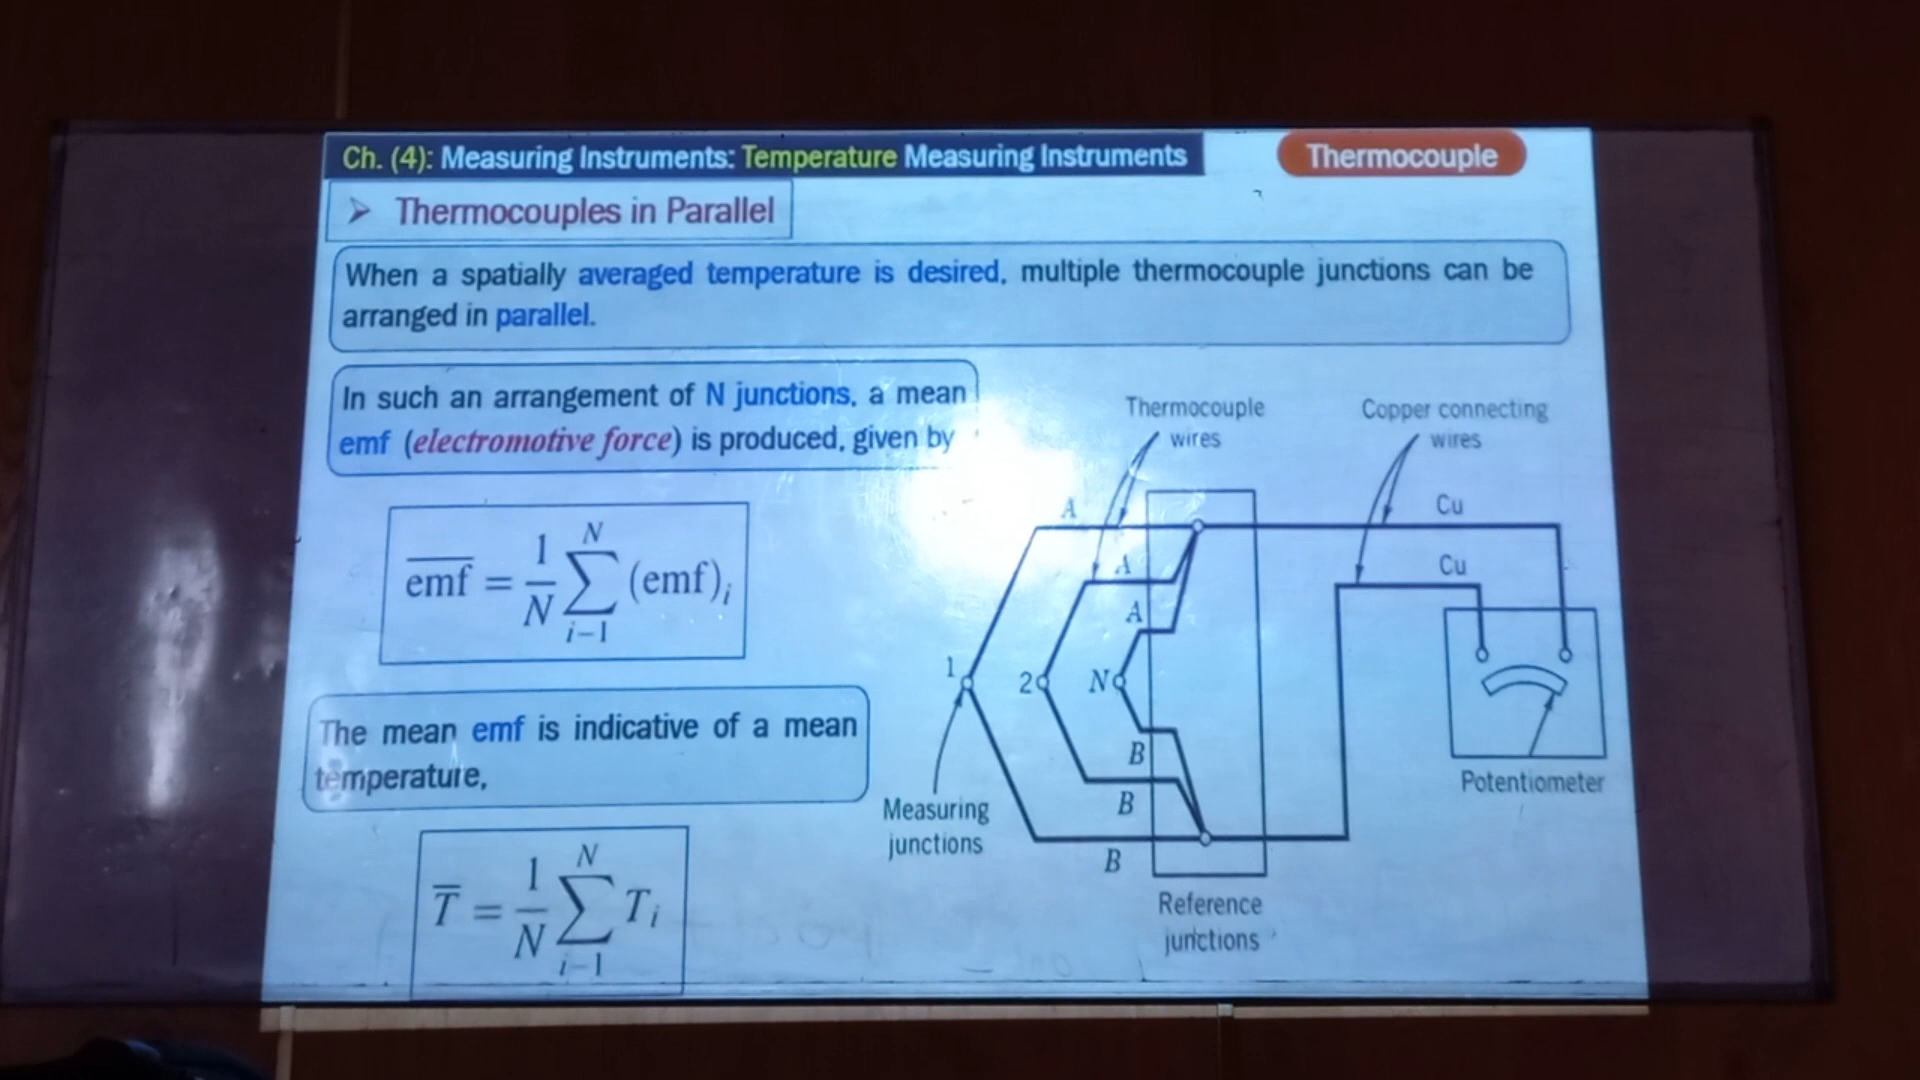 Ch. (4): Measuring Instruments: Temperature Measuring Instruments
Thermocouple
➢ Thermocouples in Parallel
When a spatially averaged temperature is desired, multiple thermocouple junctions can be
arranged in parallel.
In such an arrangement of N junctions, a mean
emf (electromotive force) is produced, given by
emf = 1/N ∑ (emf)i
N
i–1
The mean emf is indicative of a mean
temperature,
T̅ = 1/N ∑ Ti
N
i–1
Thermocouple
wires
Copper connecting
wires
A
Cu
A
Cu
A
1
2
N
B
B
B
Measuring
junctions
Potentiometer
Reference
junctions